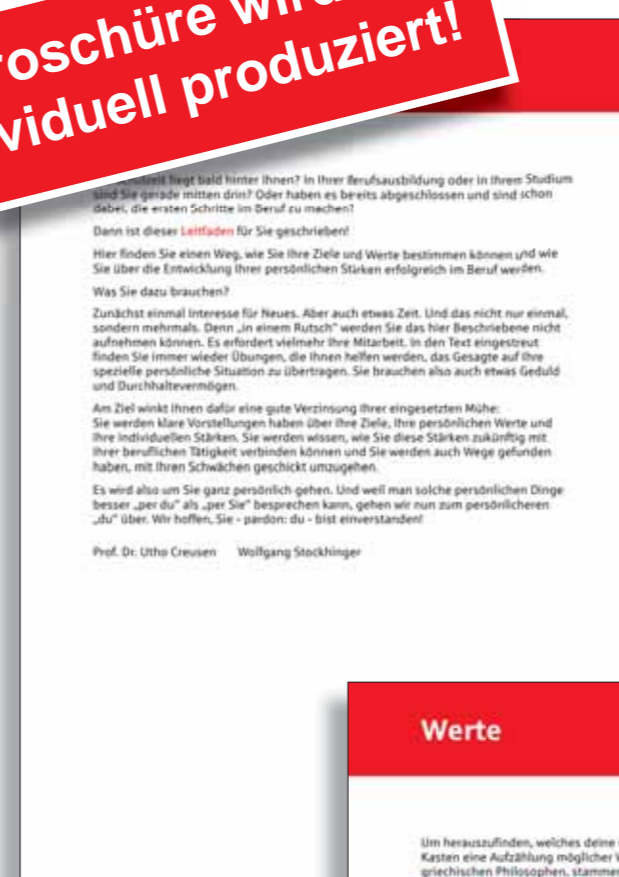 roschüre wird
viduell produziert!
liegt bald hinter Ihnen? In Ihrer Berufsausbildung oder in Ihrem Studium
sind Sie gerade mitten drin? Oder haben es bereits abgeschlossen und sind schon
dabei, die ersten Schritte im Beruf zu machen?
Dann ist dieser Leitfaden für Sie geschrieben!
Hier finden Sie einen Weg, wie Sie Ihre Ziele und Werte bestimmen können und wie
Sie über die Entwicklung Ihrer persönlichen Stärken erfolgreich im Beruf werden.
Was Sie dazu brauchen?
Zunächst einmal Interesse für Neues. Aber auch etwas Zeit. Und das nicht nur einmal,
sondern mehrmals. Denn „in einem Rutsch“ werden Sie das hier Beschriebene nicht
aufnehmen können. Es erfordert vielmehr Ihre Mitarbeit. In den Text eingestreut
finden Sie immer wieder Übungen, die Ihnen helfen werden, das Gesagte auf Ihre
spezielle persönliche Situation zu übertragen. Sie brauchen also auch etwas Geduld
und Durchhaltevermögen.
Am Ziel winkt Ihnen dafür eine gute Verzinsung Ihrer eingesetzten Mühe:
Sie werden klare Vorstellungen haben über Ihre Ziele, Ihre persönlichen Werte und
Ihre individuellen Stärken. Sie werden wissen, wie Sie diese Stärken zukünftig mit
Ihrer beruflichen Tätigkeit verbinden können und Sie werden auch Wege gefunden
haben, mit Ihren Schwächen geschickt umzugehen.
Es wird also um Sie ganz persönlich gehen. Und weil man solche persönlichen Dinge
besser „per du“ als „per Sie“ besprechen kann, gehen wir nun zum persönlicheren
„du“ über. Wir hoffen, Sie - pardon: du - bist einverstanden!
Prof. Dr. Utho Creusen Wolfgang Stockhinger
Werte
Um herauszufinden, welches deine
Kasten eine Aufzählung möglicher
griechischen Philosophen, stammen